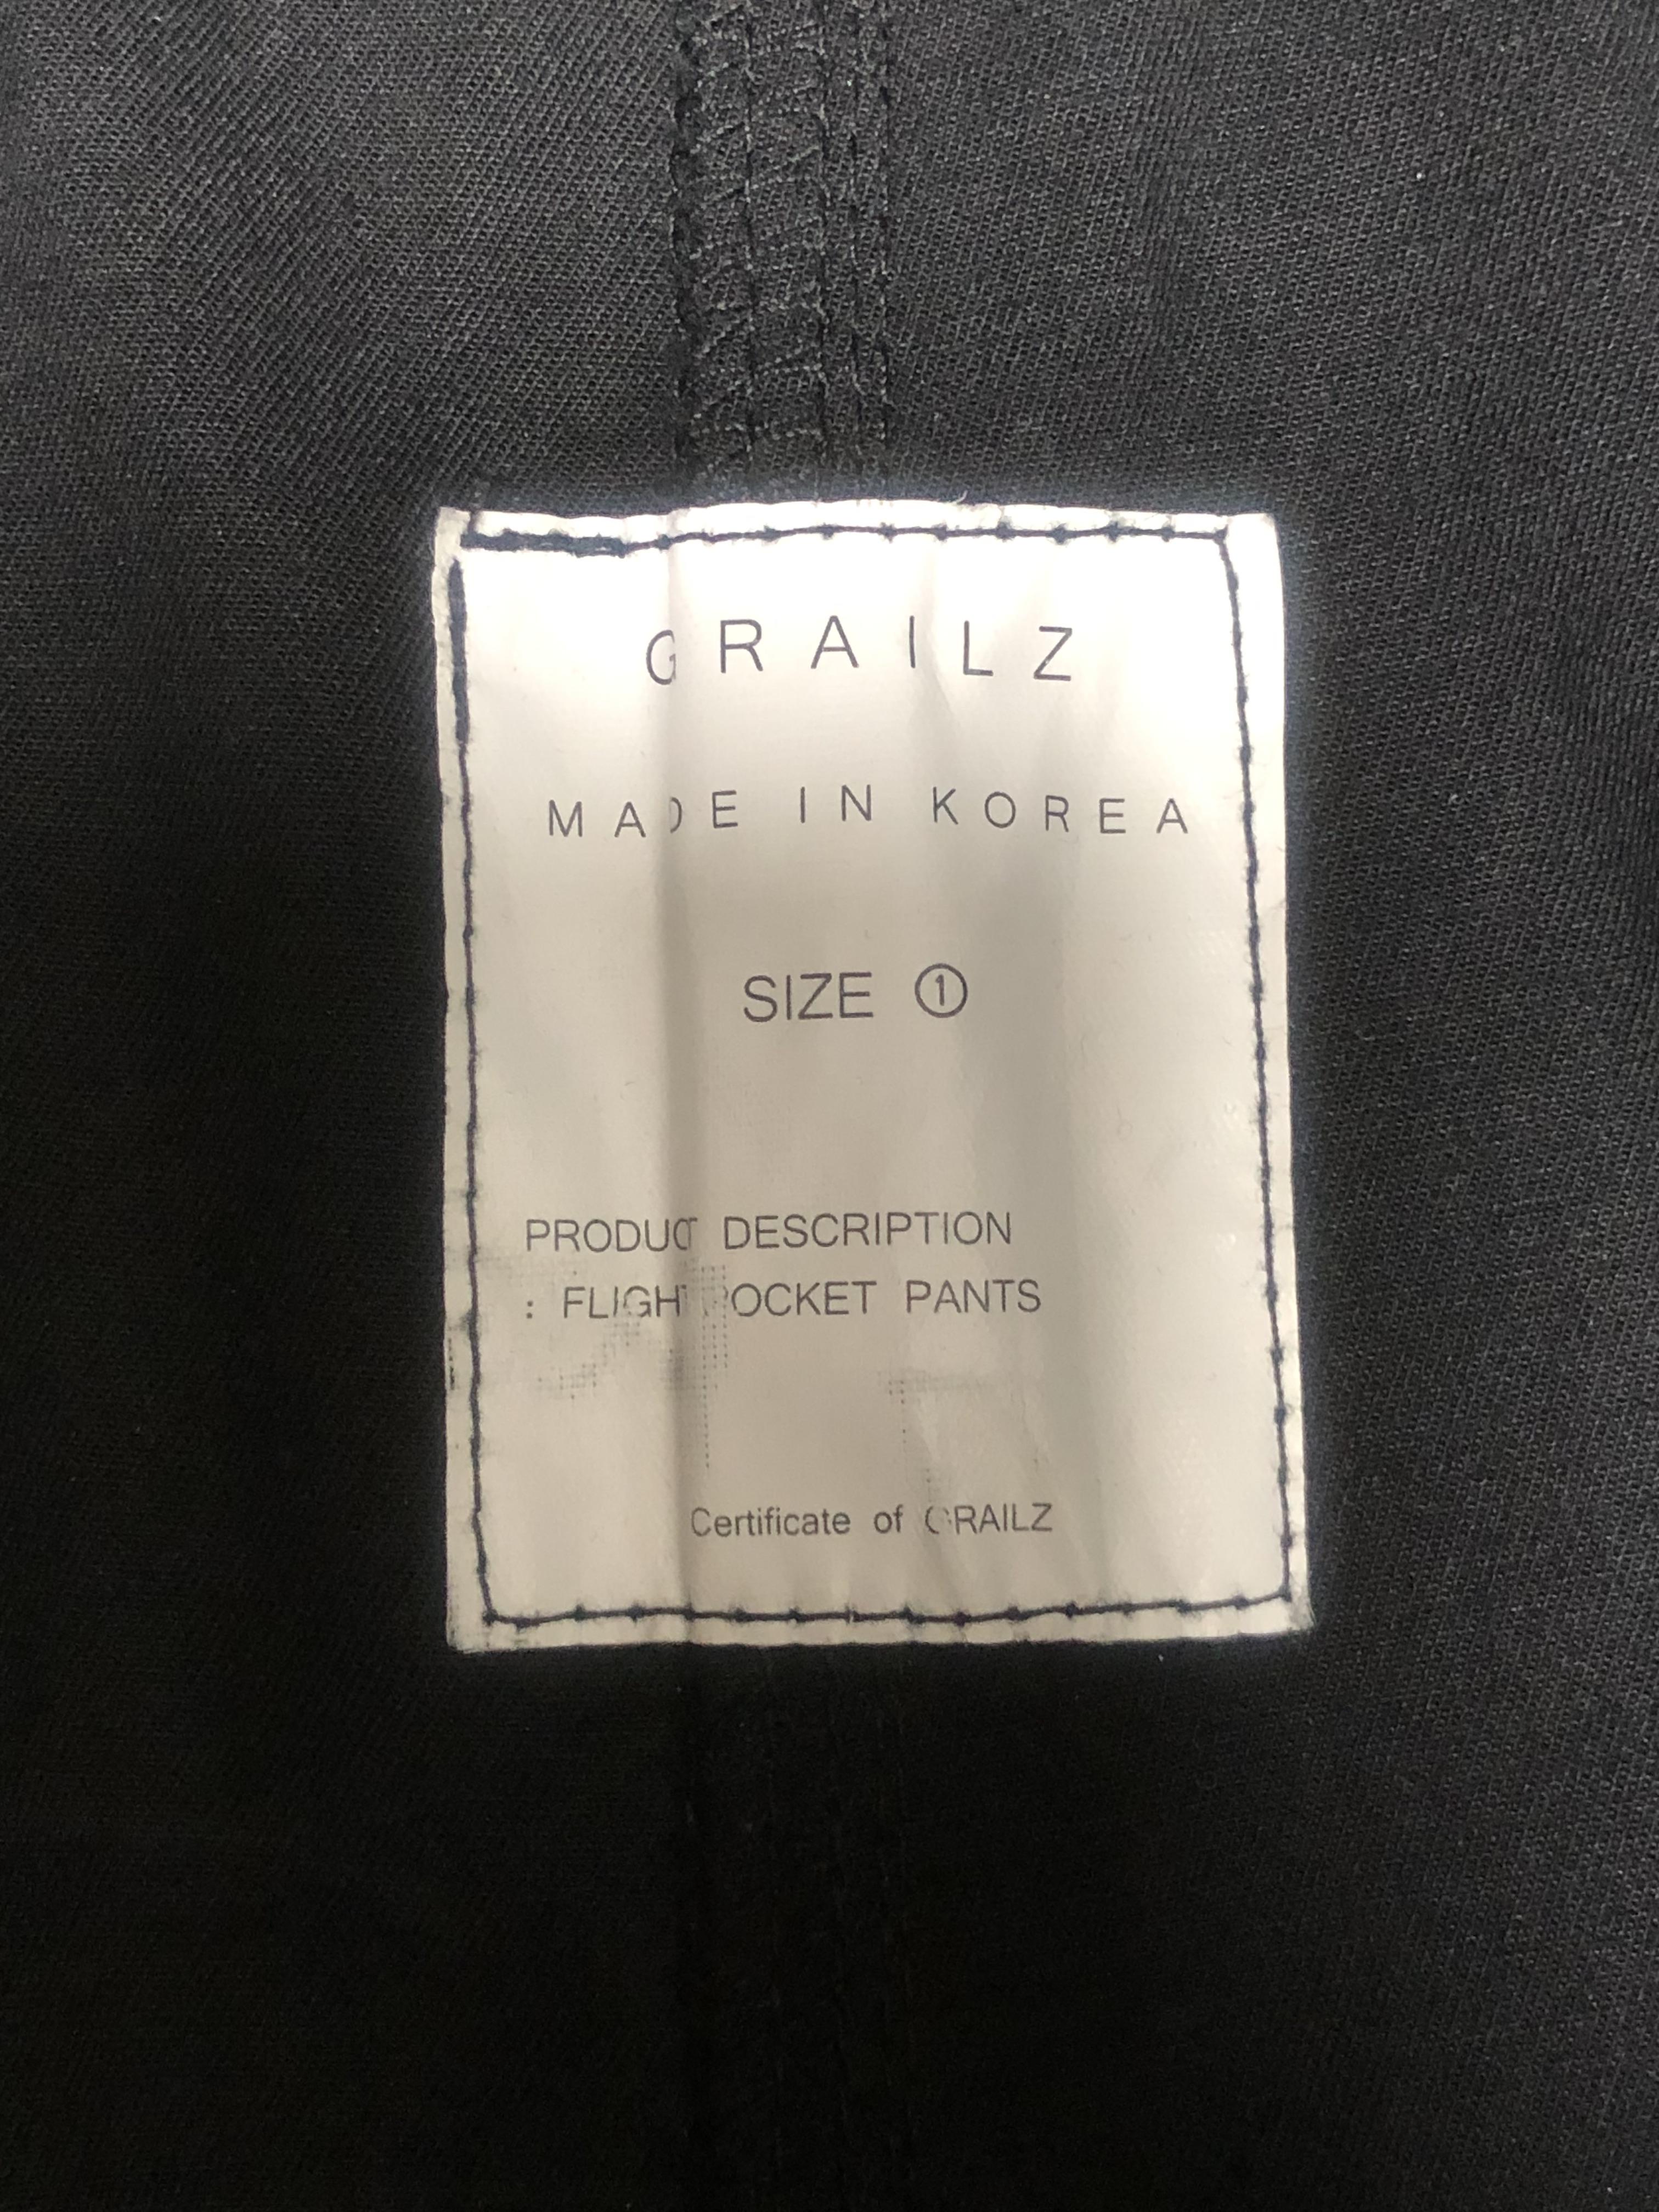 GRAILZ
MADE IN KOREA
SIZE ①
PRODUCT DESCRIPTION
: FLIGHT POCKET PANTS
Certificate of GRAILZ